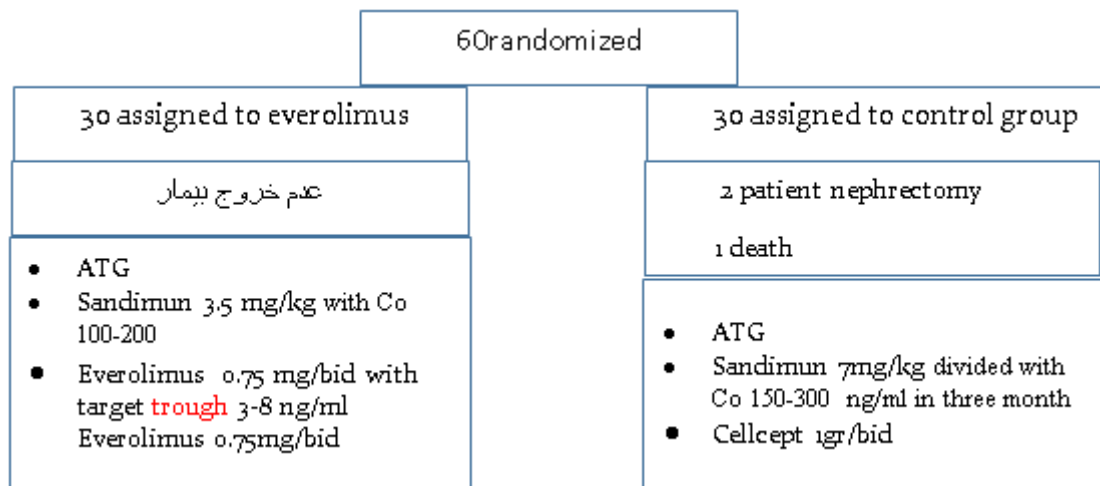 60randomized
30 assigned to everolimus
عدم خروج بیمار
• ATG
• Sandimun 3.5 mg/kg with Co
100-200
• Everolimus 0.75 mg/bid with
target trough 3-8 ng/ml
Everolimus 0.75mg/bid
30 assigned to control group
2 patient nephrectomy
1 death
• ATG
• Sandimun 7mg/kg divided with
Co 150-300 ng/ml in three month
• Cellcept 1gr/bid